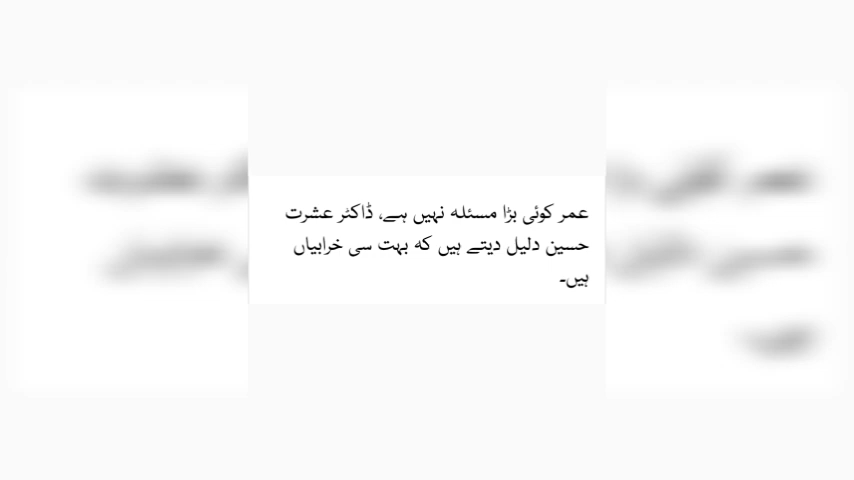 عمر کوئی بڑا مسئلہ نہیں ہے، ڈاکٹر عشرت
حسین دلیل دیتے ہیں کہ بہت سی خرابیاں
ہیں۔